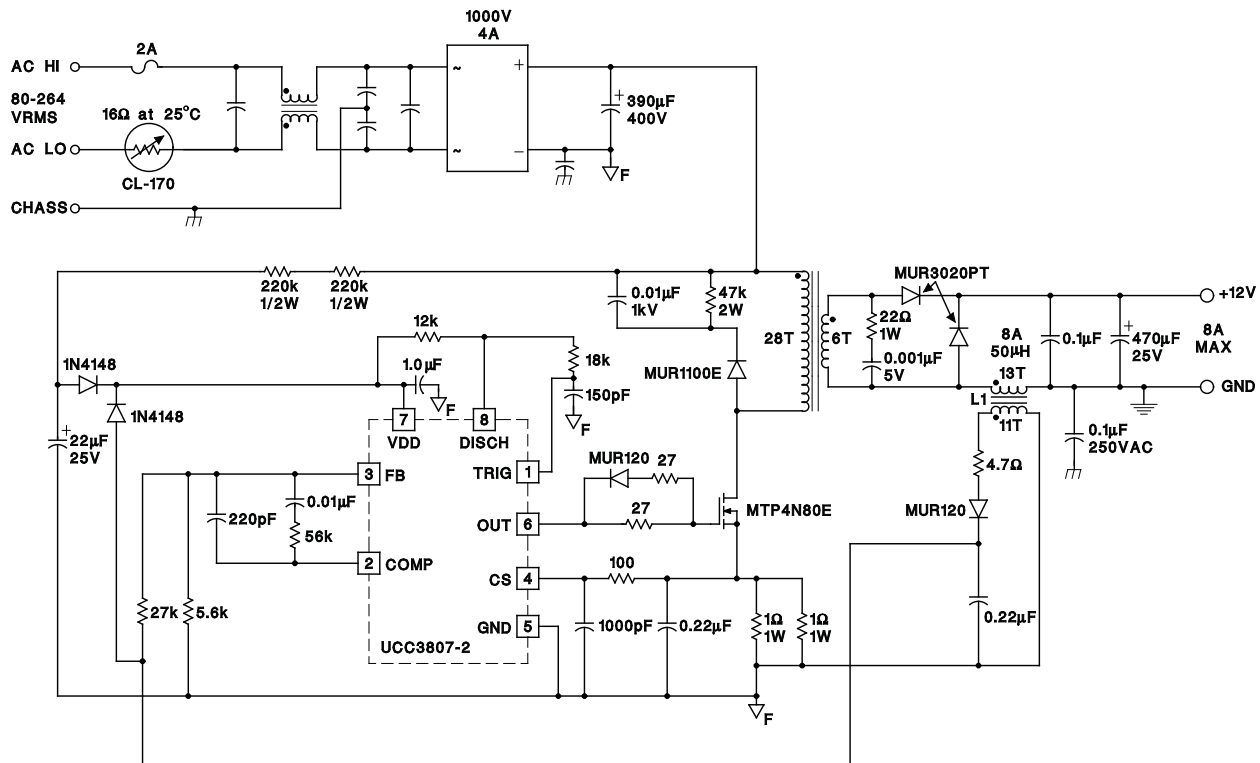 1000V
4A
2A
AC HI
80-264
VRMS
16Ω at 25°C
AC LO
CL-170
CHASS
~
~
+
−
+
390µF
400V
F
220k
1/2W
220k
1/2W
0.01µF
1kV
47k
2W
MUR3020PT
+12V
28T
6T
22Ω
1W
0.001µF
5V
8A
50µH
13T
0.1µF
+
470µF
25V
8A
MAX
GND
L1
11T
12k
18k
1N4148
1.0µF
F
150pF
F
MUR1100E
1N4148
7
VDD
8
DISCH
+
22µF
25V
3
FB
TRIG
1
MUR120
27
0.1µF
250VAC
4.7Ω
0.01µF
220pF
56k
OUT
6
27
MTP4N80E
MUR120
2
COMP
CS
4
100
27k
5.6k
GND
5
1000pF
0.22µF
1Ω
1W
1Ω
1W
0.22µF
UCC3807-2
F